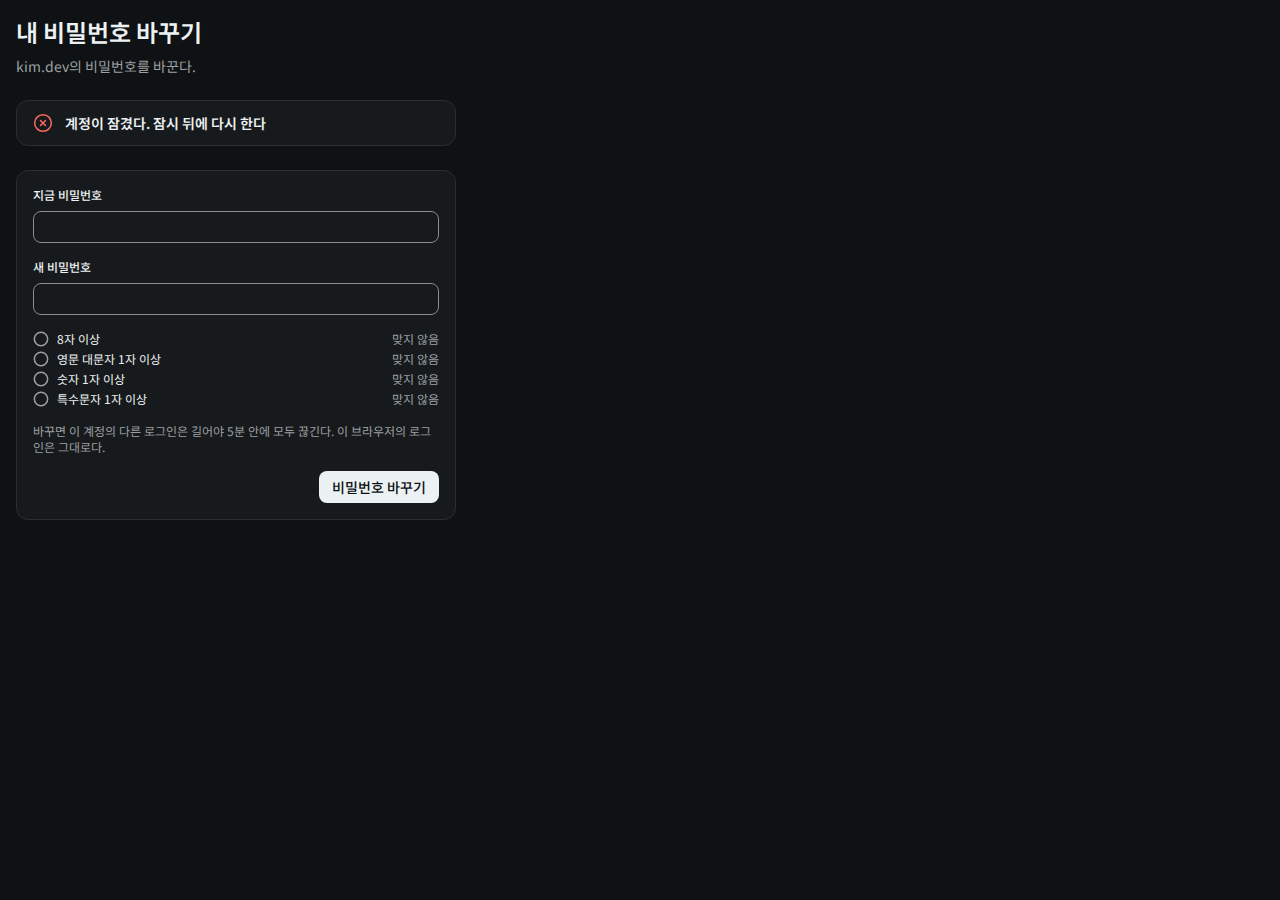 내 비밀번호 바꾸기
kim.dev의 비밀번호를 바꾼다.
계정이 잠겼다. 잠시 뒤에 다시 한다
지금 비밀번호
새 비밀번호
8자 이상 맞지 않음
영문 대문자 1자 이상 맞지 않음
숫자 1자 이상 맞지 않음
특수문자 1자 이상 맞지 않음
바꾸면 이 계정의 다른 로그인은 길어야 5분 안에 모두 끊긴다. 이 브라우저의 로그
인은 그대로다.
비밀번호 바꾸기